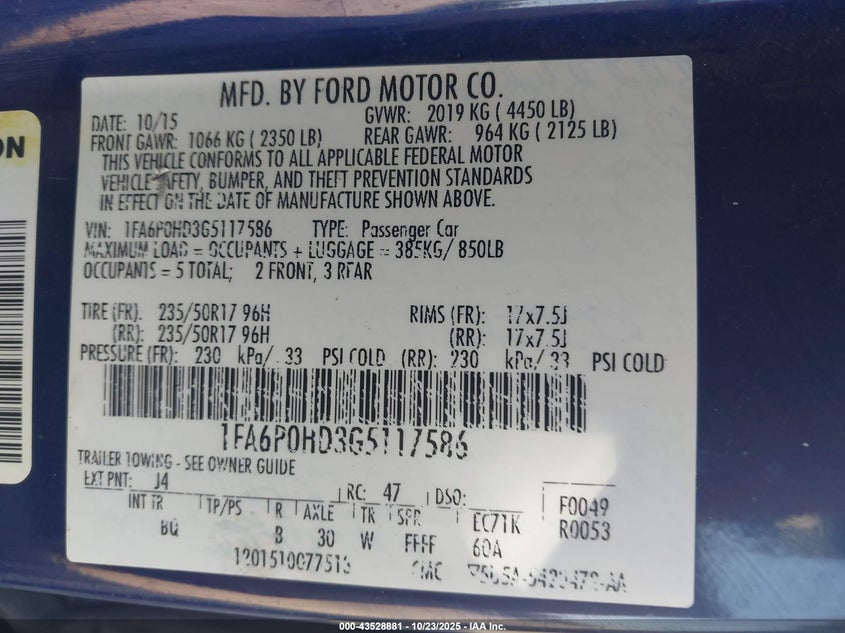 ON
MFD. BY FORD MOTOR CO.
DATE: 10/15 GVWR: 2019 KG ( 4450 LB)
FRONT GAWR: 1066 KG ( 2350 LB) REAR GAWR: 964 KG ( 2125 LB)
THIS VEHICLE CONFORMS TO ALL APPLICABLE FEDERAL MOTOR
VEHICLE SAFETY, BUMPER, AND THEFT PREVENTION STANDARDS
IN EFFECT ON THE DATE OF MANUFACTURE SHOWN ABOVE.
VIN: 1FA6P0HD3G5117586 TYPE: Passenger Car
MAXIMUM LOAD = OCCUPANTS + LUGGAGE = 385KG/ 850LB
OCCUPANTS = 5 TOTAL; 2 FRONT, 3 REAR
TIRE (FR): 235/50R17 96H RIMS (FR): 17x7.5J
(RR): 235/50R17 96H (RR): 17x7.5J
PRESSURE (FR): 230 kPa/ 33 PSI COLD (RR): 230 kPa/ 33 PSI COLD
1FA6P0HD3G5117586
TRAILER TOWING - SEE OWNER GUIDE
EXT PNT: J4 RC: 47 DSO: F0049
INT TR TP/PS R AXLE TR SPR EC71K R0053
BQ B 30 W FFFF 60A
000-43528881 - 10/23/2025 - IAA Inc.